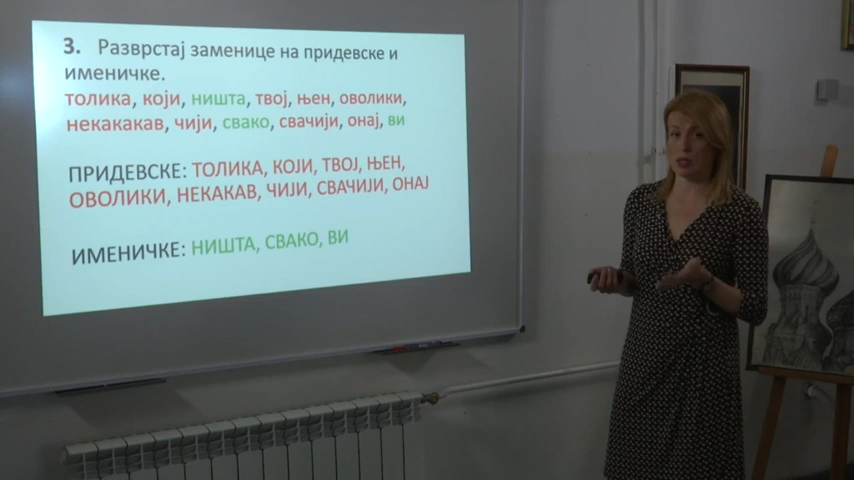 3. Разврстај заменице на придевске и
именичке.
толика, који, ништа, твој, њен, оволики,
некакакав, чији, свако, свачији, онај, ви
ПРИДЕВСКЕ: ТОЛИКА, КОЈИ, ТВОЈ, ЊЕН,
ОВОЛИКИ, НЕКАКАВ, ЧИЈИ, СВАЧИЈИ, ОНАЈ
ИМЕНИЧКЕ: НИШТА, СВАКО, ВИ